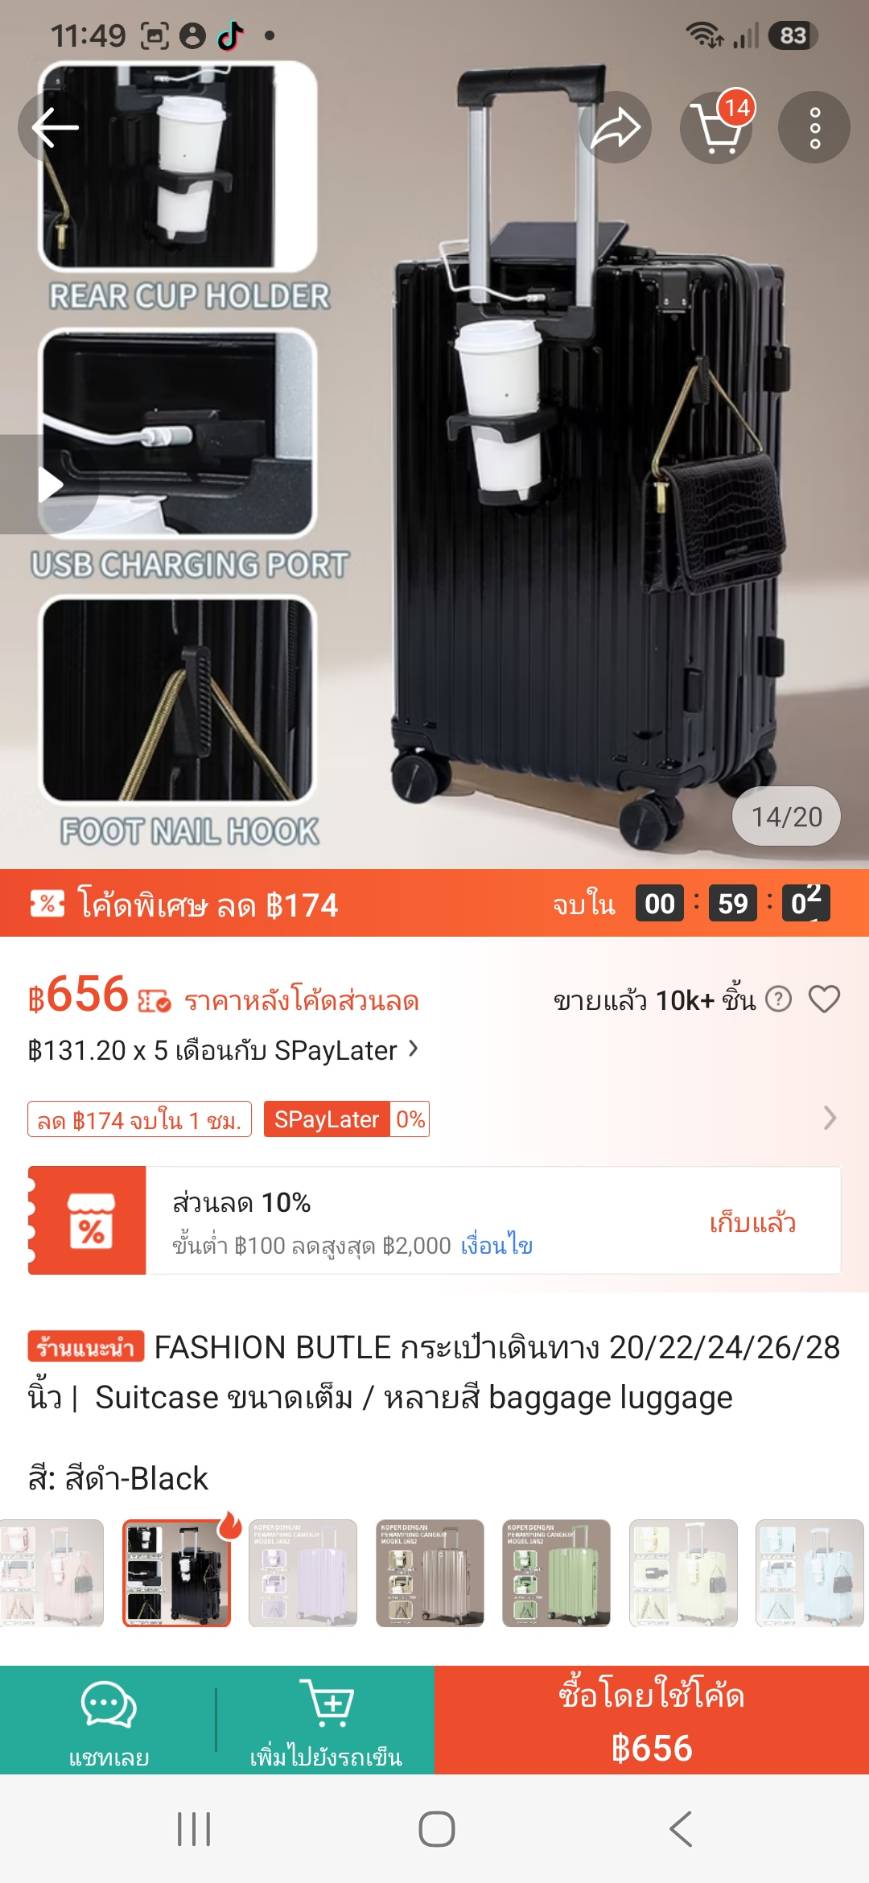 11:49
83
14
REAR CUP HOLDER
USB CHARGING PORT
FOOT NAIL HOOK
14/20
% โค้ดพิเศษ ลด ฿174
จบใน 00 : 59 : 02
฿656 ราคาหลังโค้ดส่วนลด
ขายแล้ว 10k+ ชิ้น ?
฿131.20 x 5 เดือนกับ SPayLater >
ลด ฿174 จบใน 1 ชม.
SPayLater 0%
%
ส่วนลด 10%
ขั้นต่ำ ฿100 ลดสูงสุด ฿2,000 เงื่อนไข
เก็บแล้ว
ร้านแนะนำ FASHION BUTLE กระเป๋าเดินทาง 20/22/24/26/28
นิ้ว | Suitcase ขนาดเต็ม / หลายสี baggage luggage
สี: สีดำ-Black
แชทเลย
เพิ่มไปยังรถเข็น
ซื้อโดยใช้โค้ด
฿656